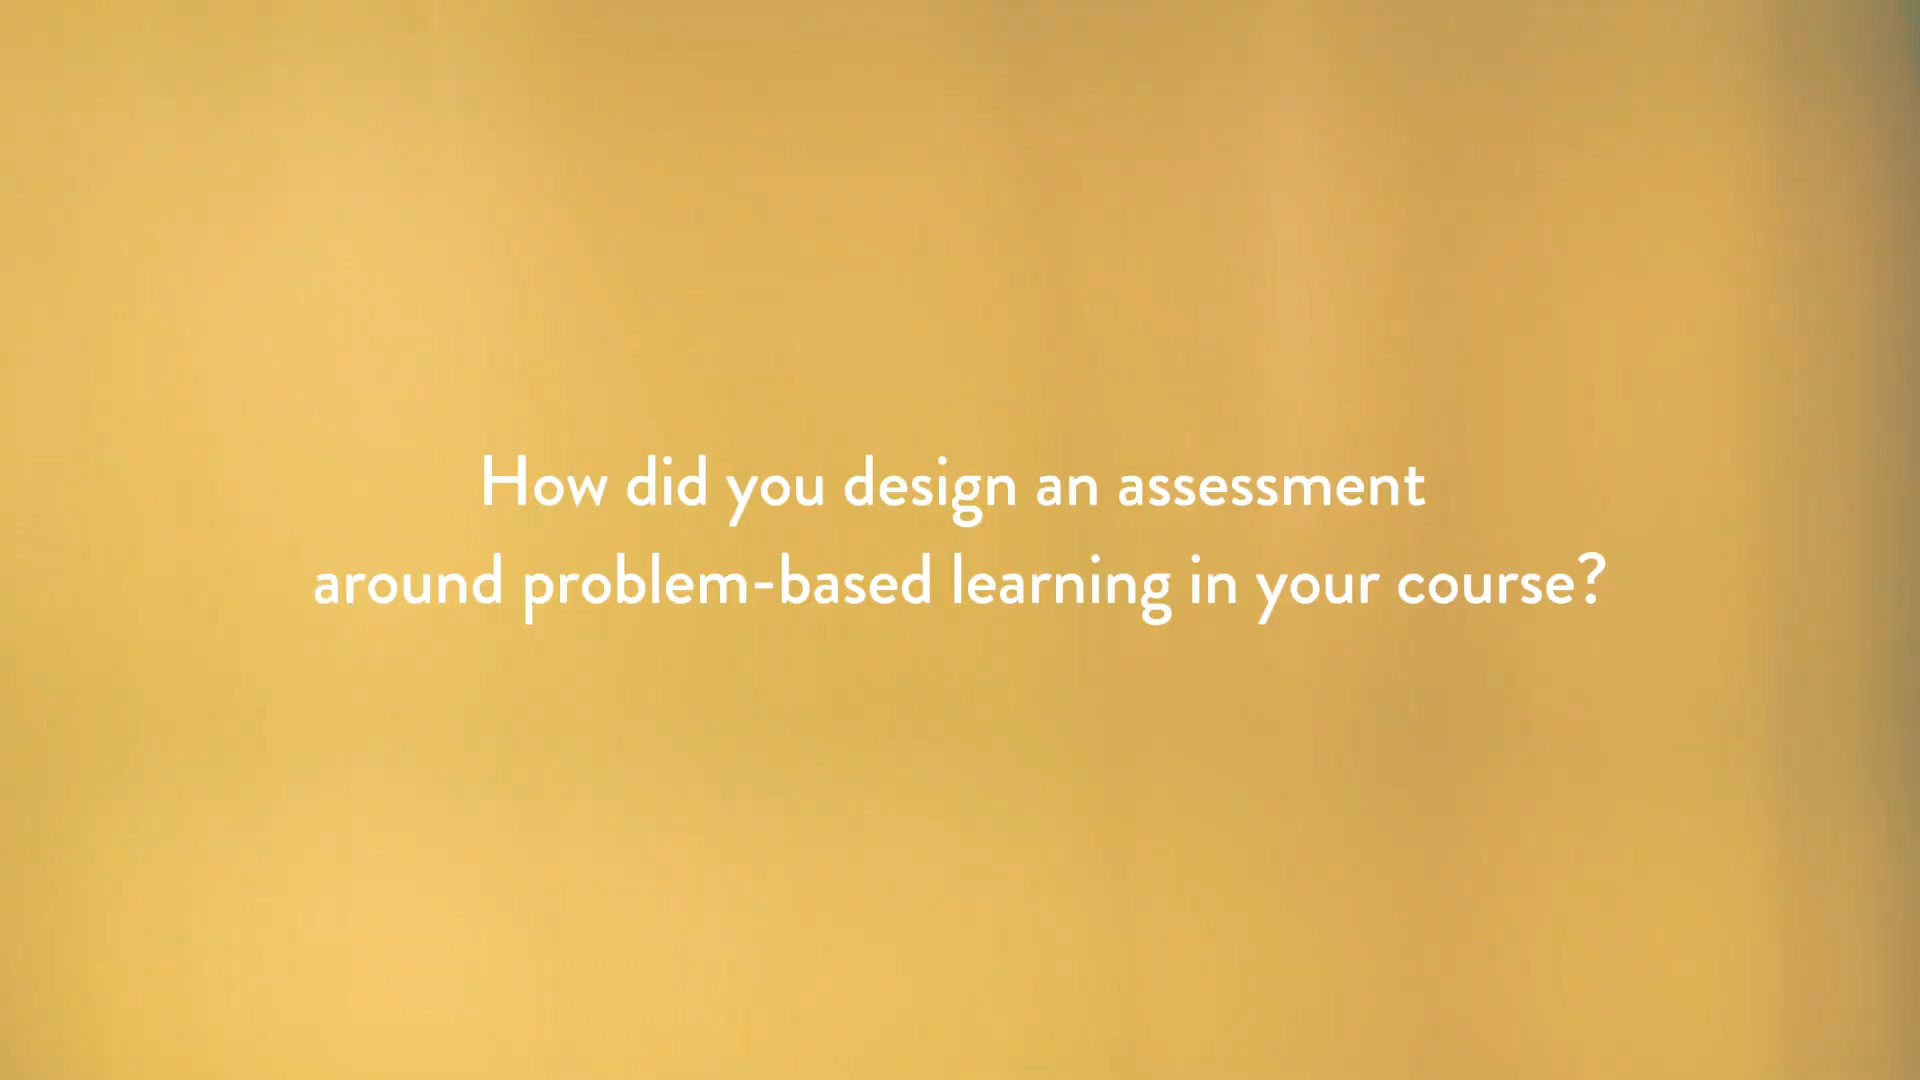 How did you design an assessment
around problem-based learning in your course?